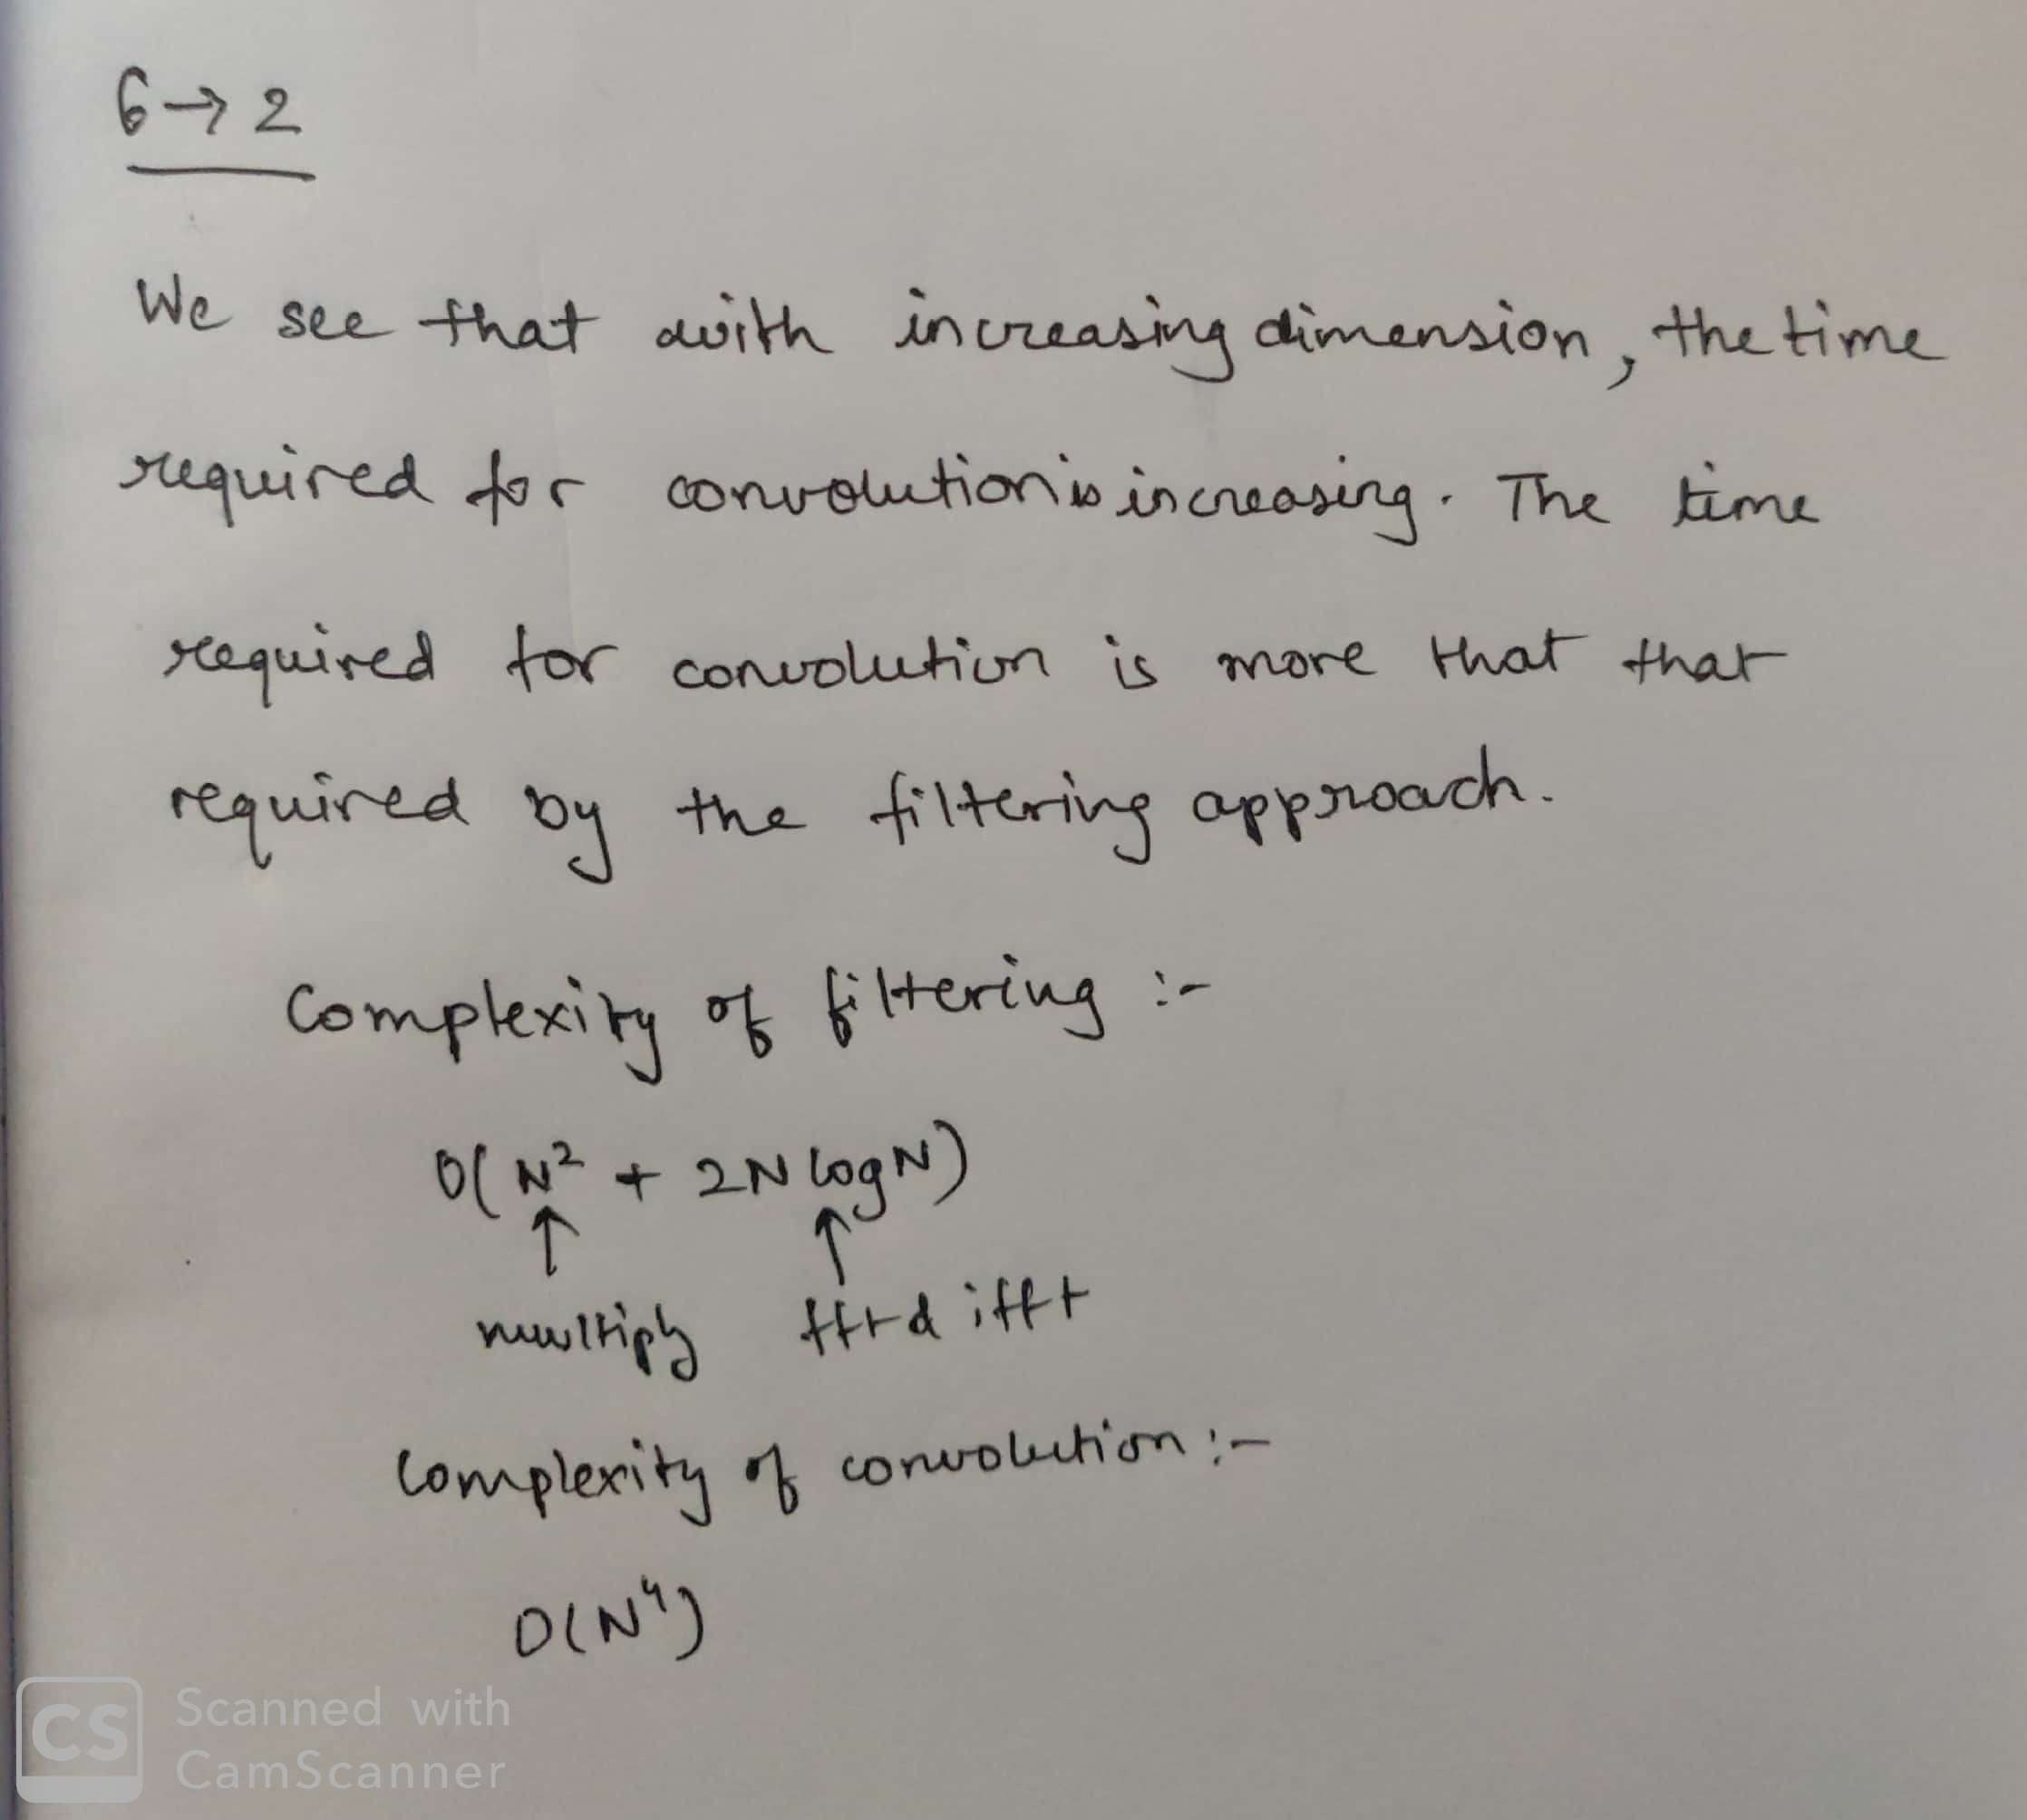 6→2
We see that with increasing dimension, the time
required for convolution is increasing. The time
required for convolution is more that that
required by the filtering approach.
Complexity of filtering :-
O(N² + 2N log N)
↑ ↑
multiply fft & ifft
Complexity of convolution :-
O(N⁴)
CS Scanned with
CamScanner